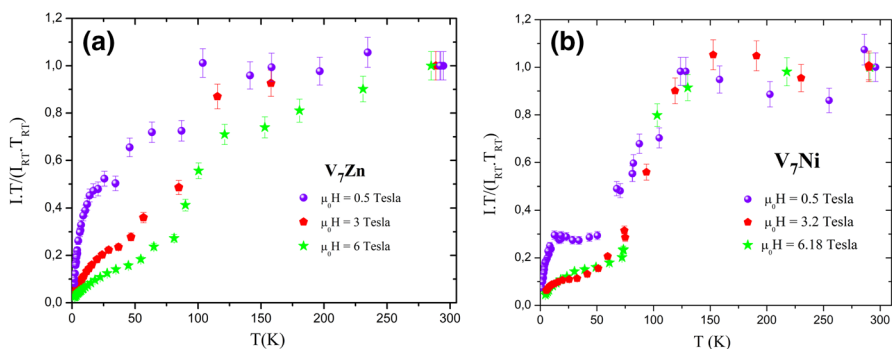 (a)
1,2
1,0
0,8
0,6
0,4
0,2
0,0
I.T/(I_RT.T_RT)
V₇Zn
μ₀H = 0.5 Tesla
μ₀H = 3 Tesla
μ₀H = 6 Tesla
0 50 100 150 200 250 300
T(K)
(b)
1,2
1,0
0,8
0,6
0,4
0,2
0,0
I.T/(I_RT.T_RT)
V₇Ni
μ₀H = 0.5 Tesla
μ₀H = 3.2 Tesla
μ₀H = 6.18 Tesla
0 50 100 150 200 250 300
T (K)